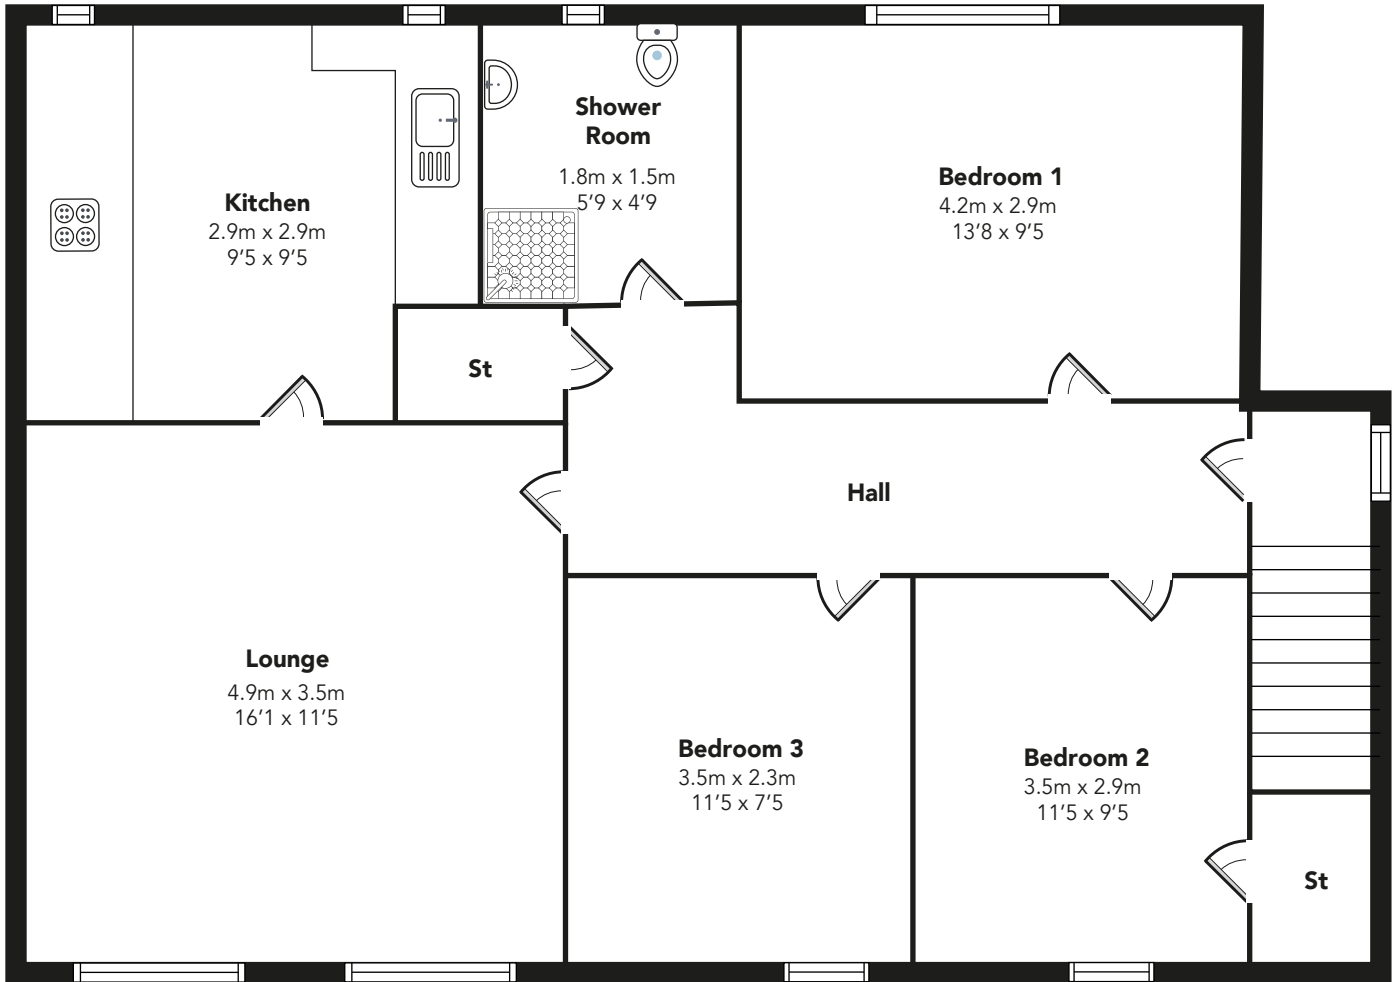 Shower
Room
1.8m x 1.5m
5’9 x 4’9
Bedroom 1
4.2m x 2.9m
13’8 x 9’5
Kitchen
2.9m x 2.9m
9’5 x 9’5
St
Hall
Lounge
4.9m x 3.5m
16’1 x 11’5
Bedroom 3
3.5m x 2.3m
11’5 x 7’5
Bedroom 2
3.5m x 2.9m
11’5 x 9’5
St